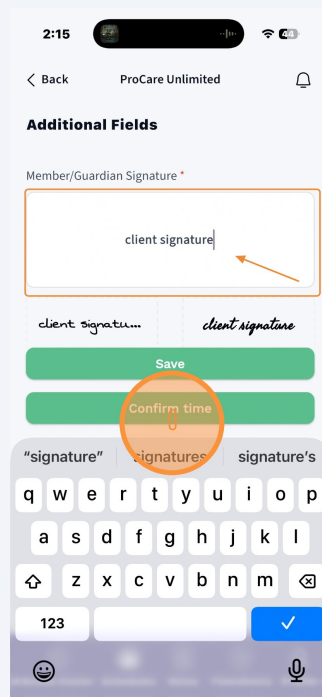 2:15
44
Back ProCare Unlimited
Additional Fields
Member/Guardian Signature *
client signature
client signatu... client signature
Save
Confirm time
"signature" signatures signature's
q w e r t y u i o p
a s d f g h j k l
z x c v b n m
123